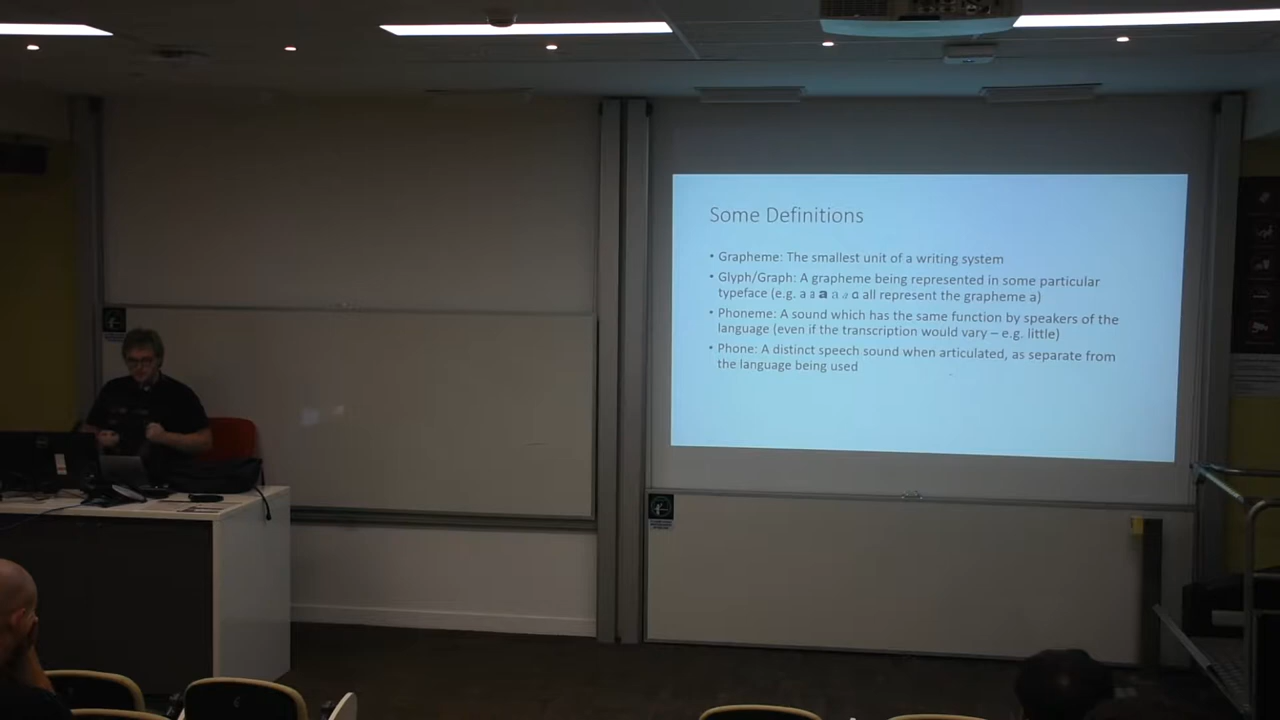 Some Definitions
• Grapheme: The smallest unit of a writing system
• Glyph/Graph: A grapheme being represented in some particular
typeface (e.g. a a a a a a all represent the grapheme a)
• Phoneme: A sound which has the same function by speakers of the
language (even if the transcription would vary – e.g. little)
• Phone: A distinct speech sound when articulated, as separate from
the language being used